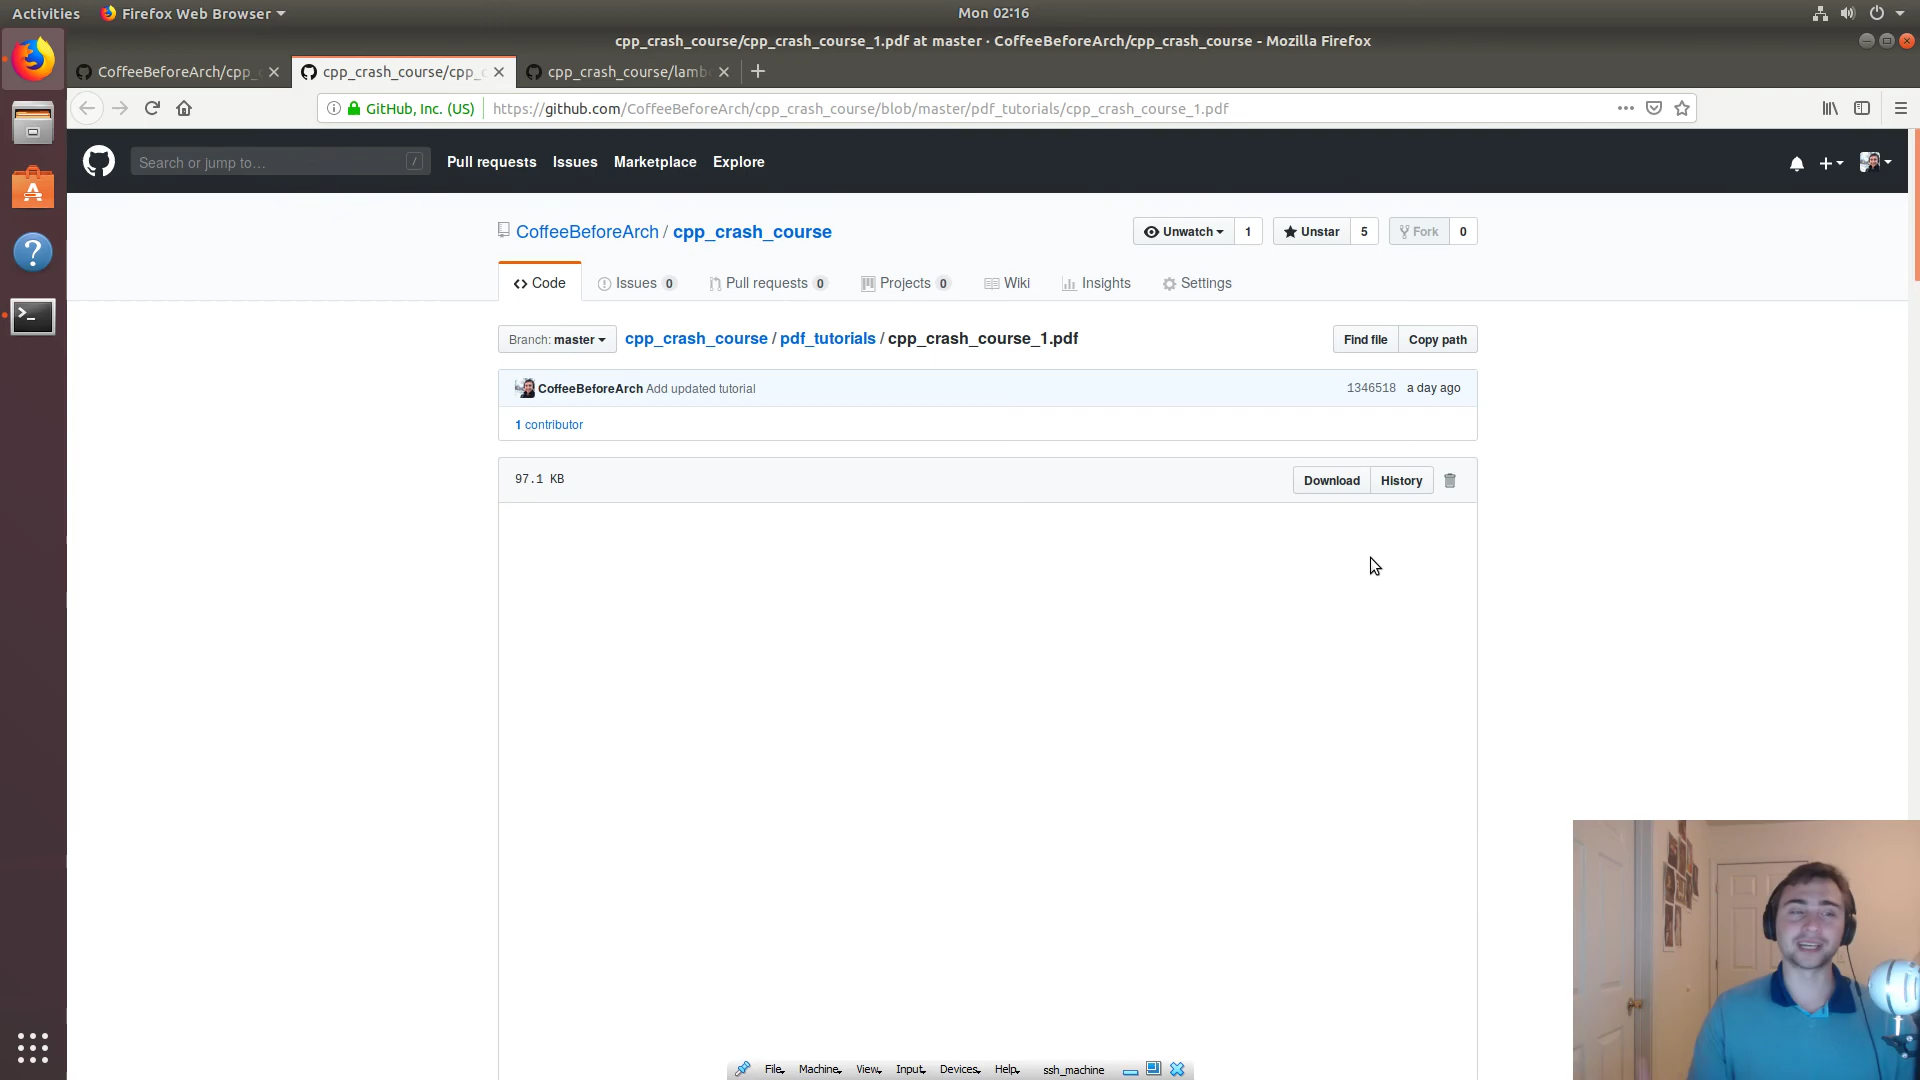 Activities Firefox Web Browser Mon 02:16
cpp_crash_course/cpp_crash_course_1.pdf at master · CoffeeBeforeArch/cpp_crash_course - Mozilla Firefox
CoffeeBeforeArch/cpp_ cpp_crash_course/cpp_c cpp_crash_course/lamb
GitHub, Inc. (US) https://github.com/CoffeeBeforeArch/cpp_crash_course/blob/master/pdf_tutorials/cpp_crash_course_1.pdf
Search or jump to… / Pull requests Issues Marketplace Explore
CoffeeBeforeArch / cpp_crash_course Unwatch 1 Unstar 5 Fork 0
Code Issues 0 Pull requests 0 Projects 0 Wiki Insights Settings
Branch: master cpp_crash_course / pdf_tutorials / cpp_crash_course_1.pdf Find file Copy path
CoffeeBeforeArch Add updated tutorial 1346518 a day ago
1 contributor
97.1 KB Download History
File Machine View Input Devices Help ssh_machine